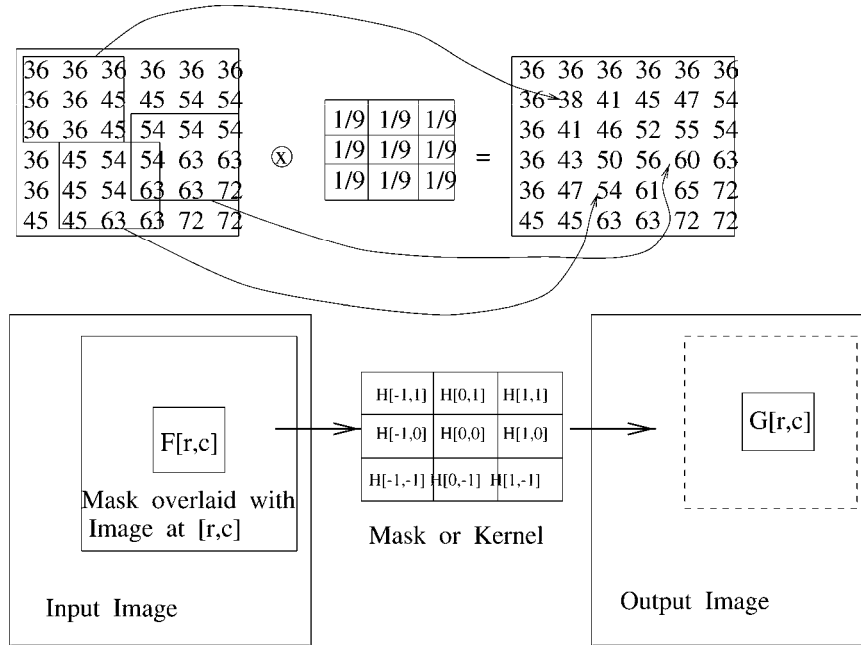 36 36 36 36 36 36
36 36 45 45 54 54
36 36 45 54 54 54
36 45 54 54 63 63
36 45 54 63 63 72
45 45 63 63 72 72
x
1/9 1/9 1/9
1/9 1/9 1/9
1/9 1/9 1/9
=
36 36 36 36 36 36
36 38 41 45 47 54
36 41 46 52 55 54
36 43 50 56 60 63
36 47 54 61 65 72
45 45 63 63 72 72
F[r,c]
Mask overlaid with
Image at [r,c]
Input Image
H[-1,1] H[0,1] H[1,1]
H[-1,0] H[0,0] H[1,0]
H[-1,-1] H[0,-1] H[1,-1]
Mask or Kernel
G[r,c]
Output Image